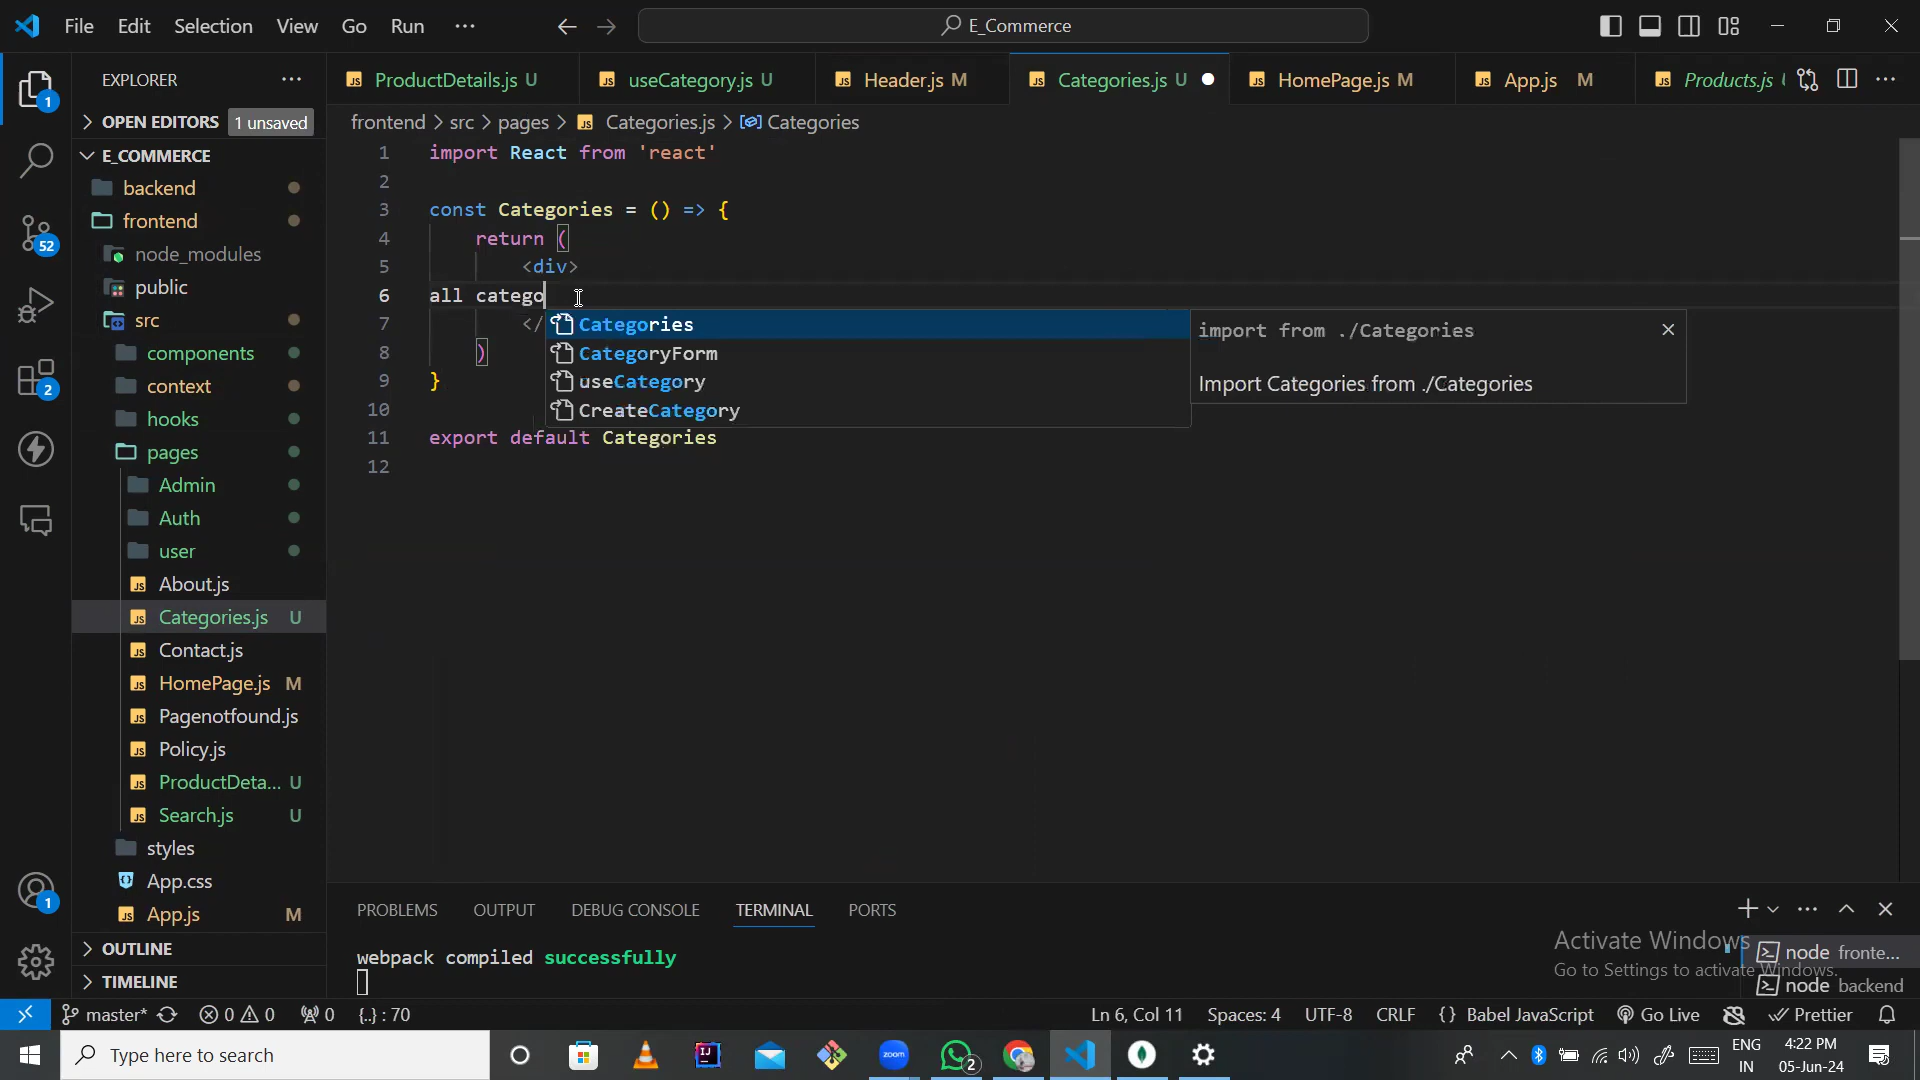 File Edit Selection View Go Run ··· E_Commerce
EXPLORER ···
ProductDetails.js U useCategory.js U Header.js M Categories.js U HomePage.js M App.js M Products.js
OPEN EDITORS 1 unsaved
frontend > src > pages > Categories.js > Categories
E_COMMERCE
backend
frontend
node_modules
public
src
components
context
hooks
pages
Admin
Auth
user
About.js
Categories.js U
Contact.js
HomePage.js M
Pagenotfound.js
Policy.js
ProductDeta... U
Search.js U
styles
App.css
App.js M
OUTLINE
TIMELINE
1 import React from 'react'
2
3 const Categories = () => {
4 return (
5 <div>
6 all catego
7 </
8 )
9 }
10
11 export default Categories
12
Categories
CategoryForm
useCategory
CreateCategory
import from ./Categories
Import Categories from ./Categories
PROBLEMS OUTPUT DEBUG CONSOLE TERMINAL PORTS
webpack compiled successfully
node fronte...
node backend
Activate Windows
Go to Settings to activate Windows.
1
52
2
1
master* 0 0 0 {..} : 70 Ln 6, Col 11 Spaces: 4 UTF-8 CRLF {} Babel JavaScript Go Live Prettier
Type here to search
zoom
2
ENG
IN
4:22 PM
05-Jun-24